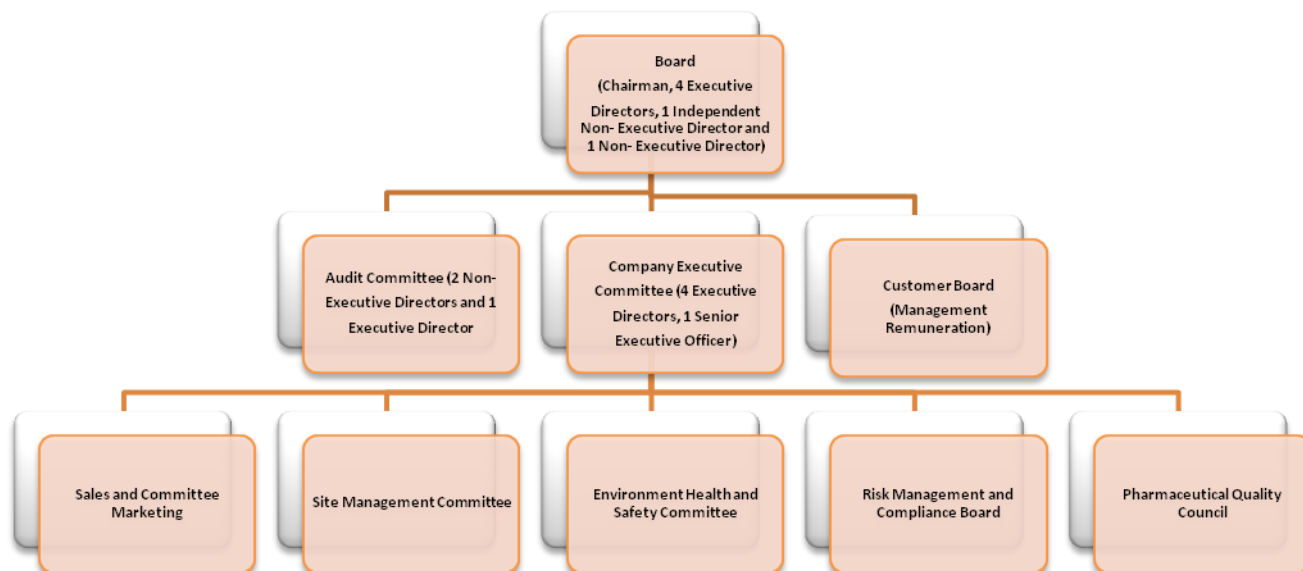 Board
(Chairman, 4 Executive
Directors, 1 Independent
Non- Executive Director and
1 Non- Executive Director)
Audit Committee (2 Non-
Executive Directors and 1
Executive Director
Company Executive
Committee (4 Executive
Directors, 1 Senior
Executive Officer)
Customer Board
(Management
Remuneration)
Sales and Committee
Marketing
Site Management Committee
Environment Health and
Safety Committee
Risk Management and
Compliance Board
Pharmaceutical Quality
Council